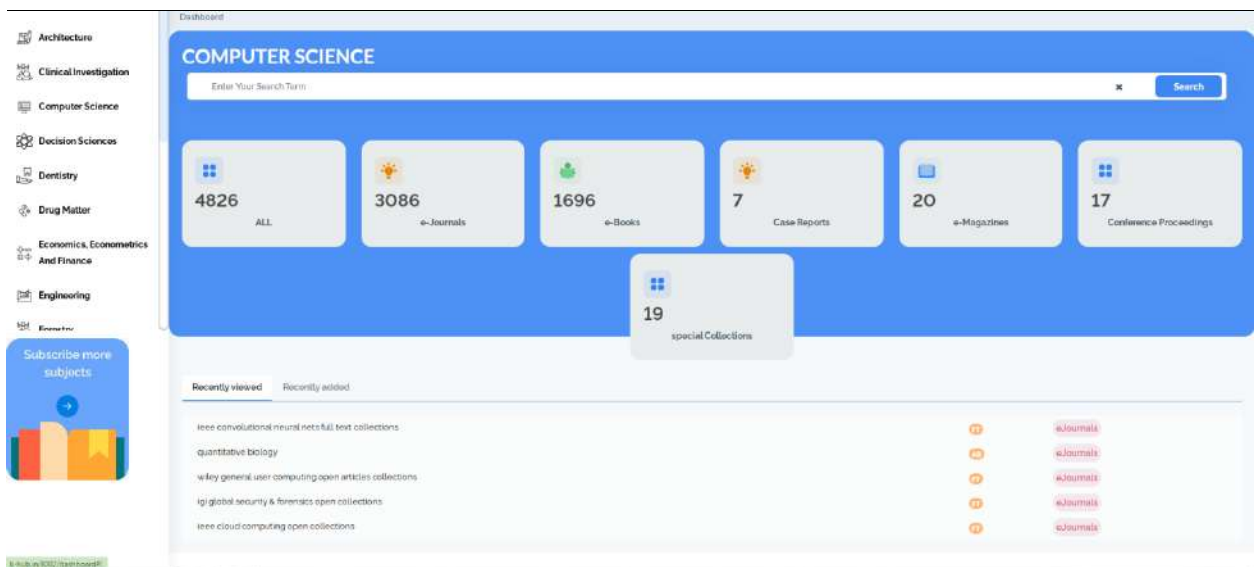 Dashboard
Architecture
Clinical Investigation
Computer Science
Decision Sciences
Dentistry
Drug Matter
Economics, Econometrics
And Finance
Engineering
Forestry
Subscribe more
subjects
COMPUTER SCIENCE
Enter Your Search Term
Search
4826
ALL
3086
e-Journals
1696
e-Books
7
Case Reports
20
e-Magazines
17
Conference Proceedings
19
special Collections
Recently viewed Recently added
ieee convolutional neural nets full text collections eJournals
quantitative biology eJournals
wiley general user computing open articles collections eJournals
igi global security & forensics open collections eJournals
ieee cloud computing open collections eJournals